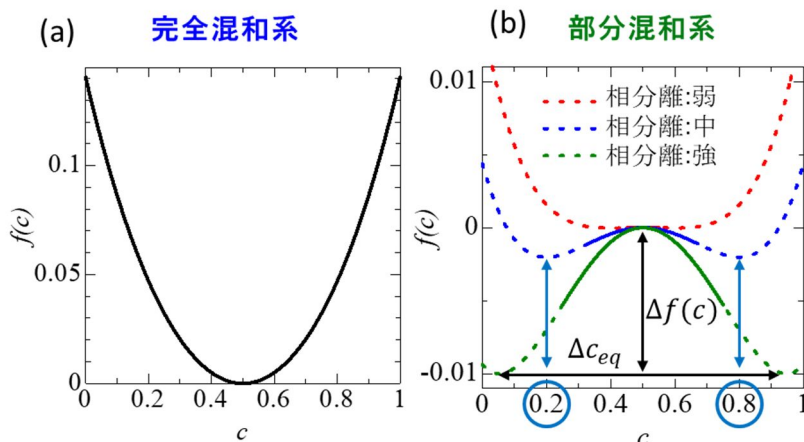 (a) 完全混和系
0.1
0.05
0
f(c)
0 0.2 0.4 0.6 0.8 1
c
(b) 部分混和系
0.01
0
-0.01
f(c)
相分離:弱
相分離:中
相分離:強
Δf(c)
Δc_eq
0 0.2 0.4 0.6 0.8 1
c